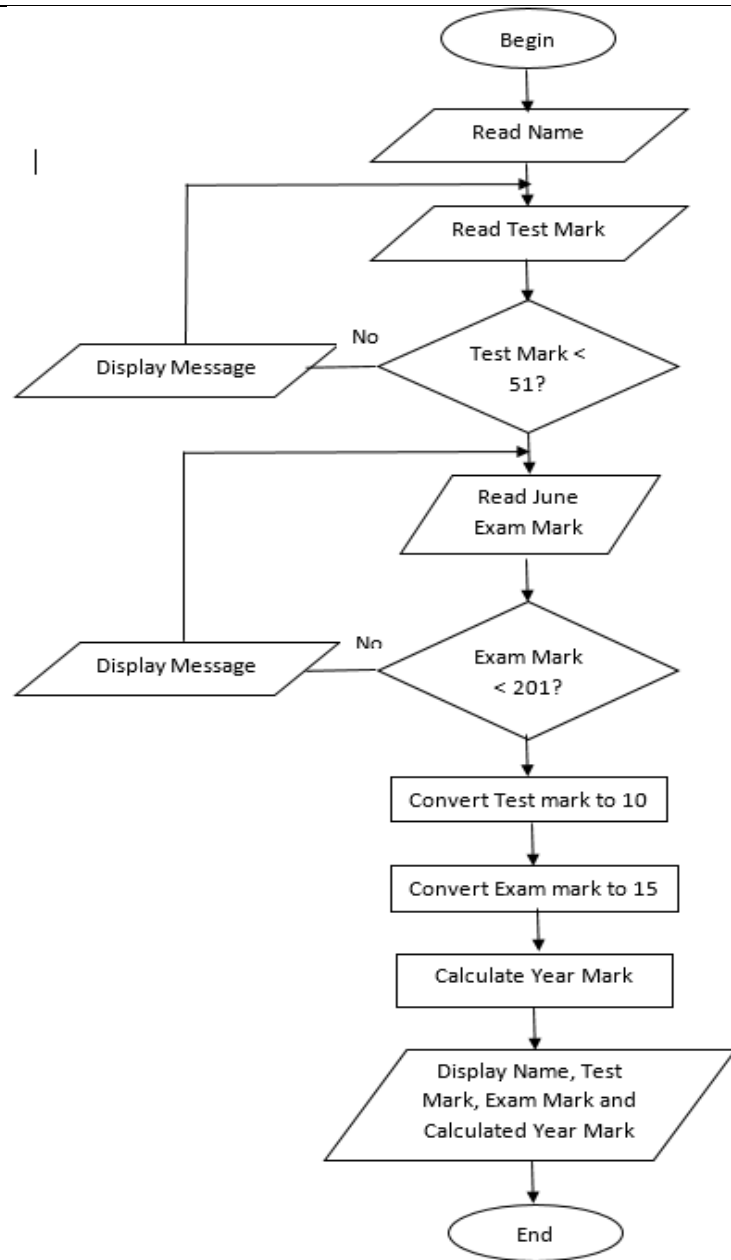 Begin
Read Name
Read Test Mark
No
Test Mark <
51?
Display Message
Read June
Exam Mark
No
Exam Mark
< 201?
Display Message
Convert Test mark to 10
Convert Exam mark to 15
Calculate Year Mark
Display Name, Test
Mark, Exam Mark and
Calculated Year Mark
End